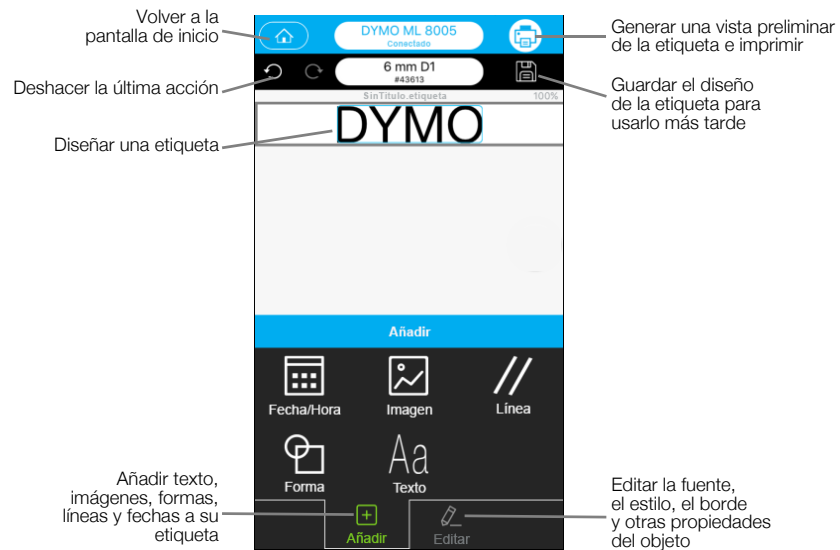 Volver a la
pantalla de inicio
Deshacer la última acción
Diseñar una etiqueta
DYMO ML 8005
Conectado
6 mm D1
#43613
SinTítulo.etiqueta
100%
DYMO
Generar una vista preliminar
de la etiqueta e imprimir
Guardar el diseño
de la etiqueta para
usarlo más tarde
Añadir
Fecha/Hora
Imagen
Línea
Forma
Aa
Texto
Añadir texto,
imágenes, formas,
líneas y fechas a su
etiqueta
Añadir
Editar
Editar la fuente,
el estilo, el borde
y otras propiedades
del objeto